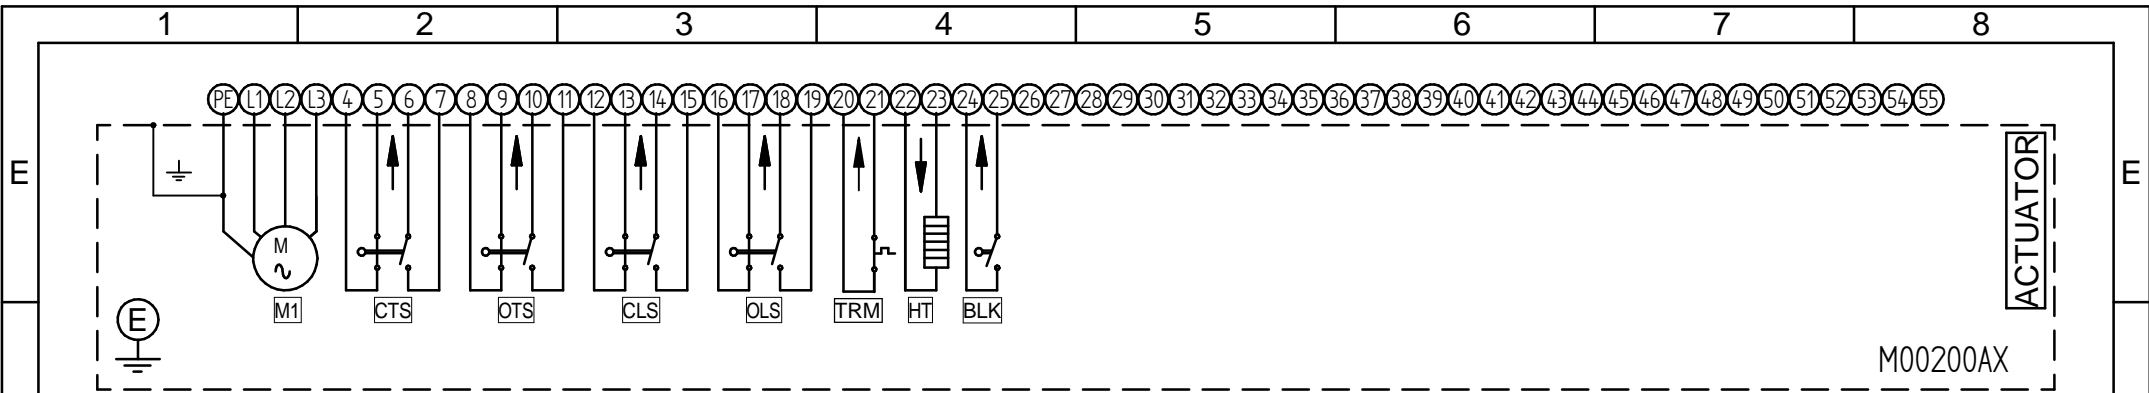 1 2 3 4 5 6 7 8
PE L1 L2 L3 4 5 6 7 8 9 10 11 12 13 14 15 16 17 18 19 20 21 22 23 24 25 26 27 28 29 30 31 32 33 34 35 36 37 38 39 40 41 42 43 44 45 46 47 48 49 50 51 52 53 54 55
E E
ACTUATOR
M
M1 CTS OTS CLS OLS TRM HT BLK
E
M00200AX